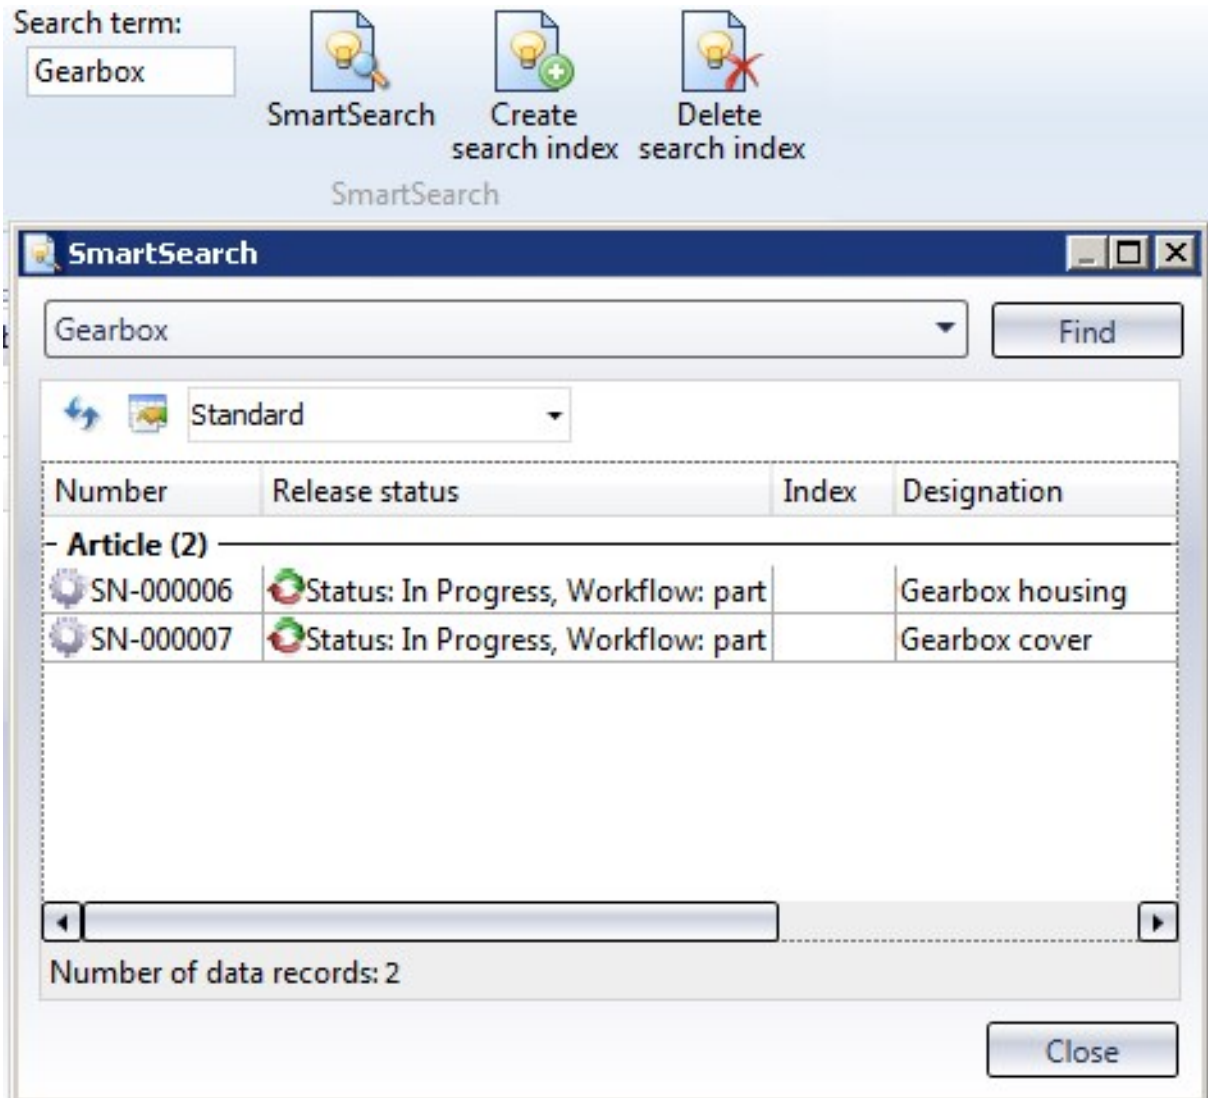 Search term:
Gearbox
SmartSearch
Create
search index
Delete
search index
SmartSearch
SmartSearch
Gearbox
Find
Standard
Number Release status Index Designation
Article (2)
SN-000006 Status: In Progress, Workflow: part Gearbox housing
SN-000007 Status: In Progress, Workflow: part Gearbox cover
Number of data records: 2
Close